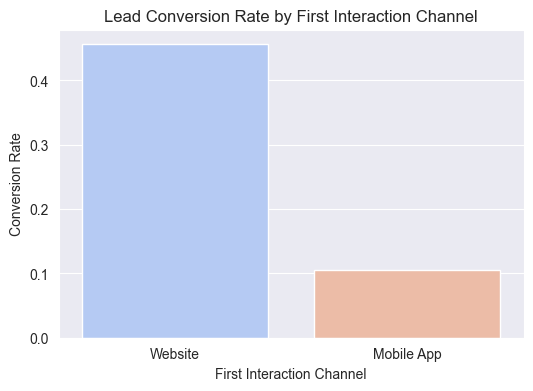 Lead Conversion Rate by First Interaction Channel
Conversion Rate
0.4
0.3
0.2
0.1
0.0
Website
Mobile App
First Interaction Channel